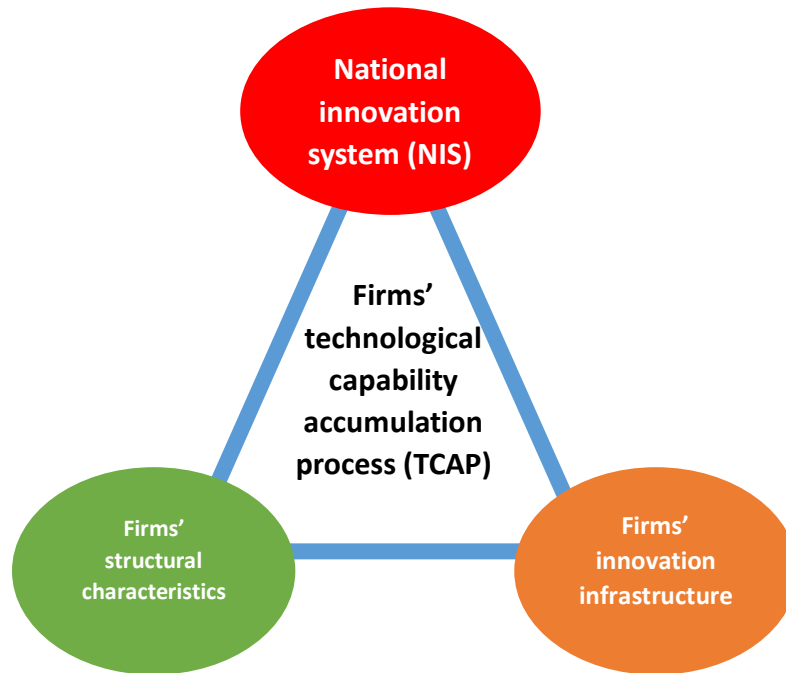 National
innovation
system (NIS)
Firms’
technological
capability
accumulation
process (TCAP)
Firms’
structural
characteristics
Firms’
innovation
infrastructure